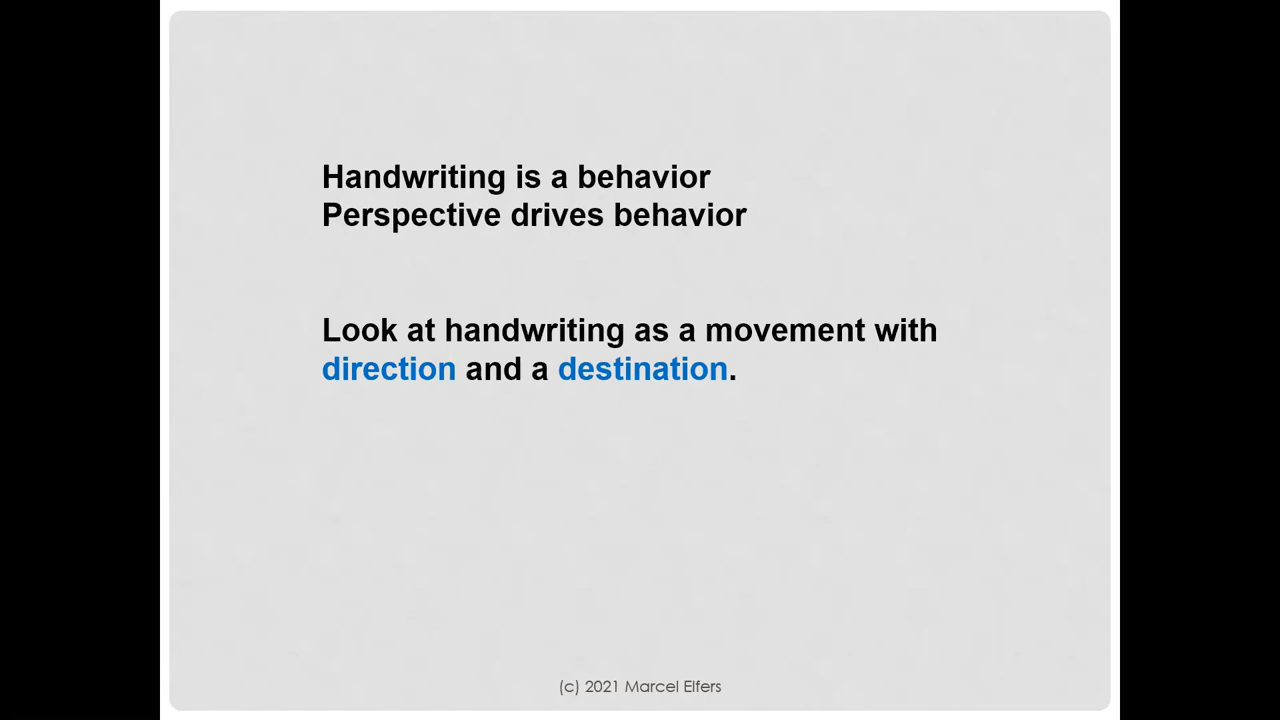 Handwriting is a behavior
Perspective drives behavior
Look at handwriting as a movement with
direction and a destination.
(c) 2021 Marcel Elfers